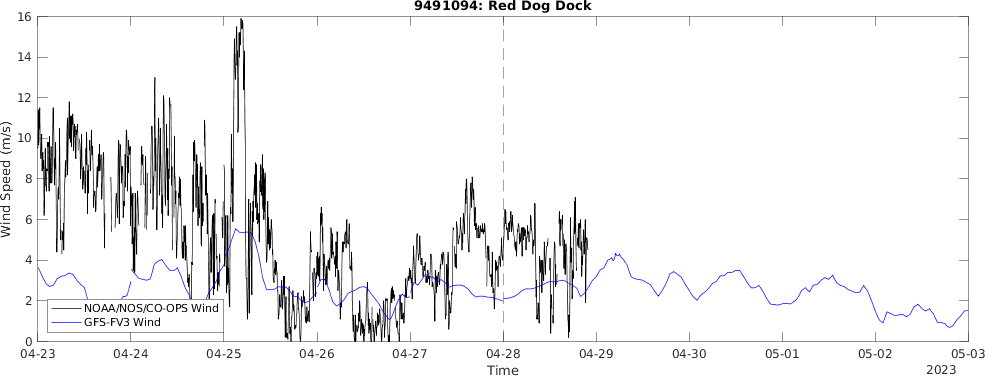 9491094: Red Dog Dock
16
14
12
10
8
6
4
2
0
Wind Speed (m/s)
NOAA/NOS/CO-OPS Wind
GFS-FV3 Wind
04-23 04-24 04-25 04-26 04-27 04-28 04-29 04-30 05-01 05-02 05-03
Time
2023